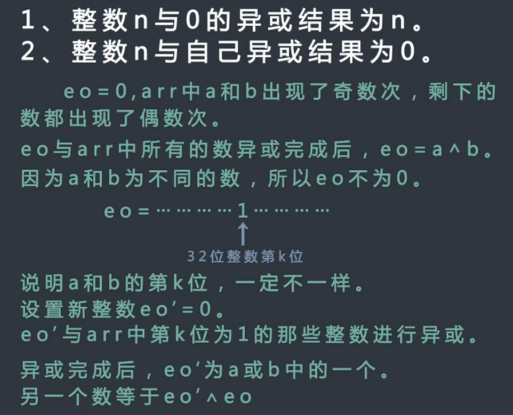 1、整数n与0的异或结果为n。
2、整数n与自己异或结果为0。
eo=0,arr中a和b出现了奇数次，剩下的
数都出现了偶数次。
eo与arr中所有的数异或完成后，eo=a^b。
因为a和b为不同的数，所以eo不为0。
eo=…………1…………
32位整数第k位
说明a和b的第k位，一定不一样。
设置新整数eo′=0。
eo′与arr中第k位为1的那些整数进行异或。
异或完成后，eo′为a或b中的一个。
另一个数等于eo′^eo